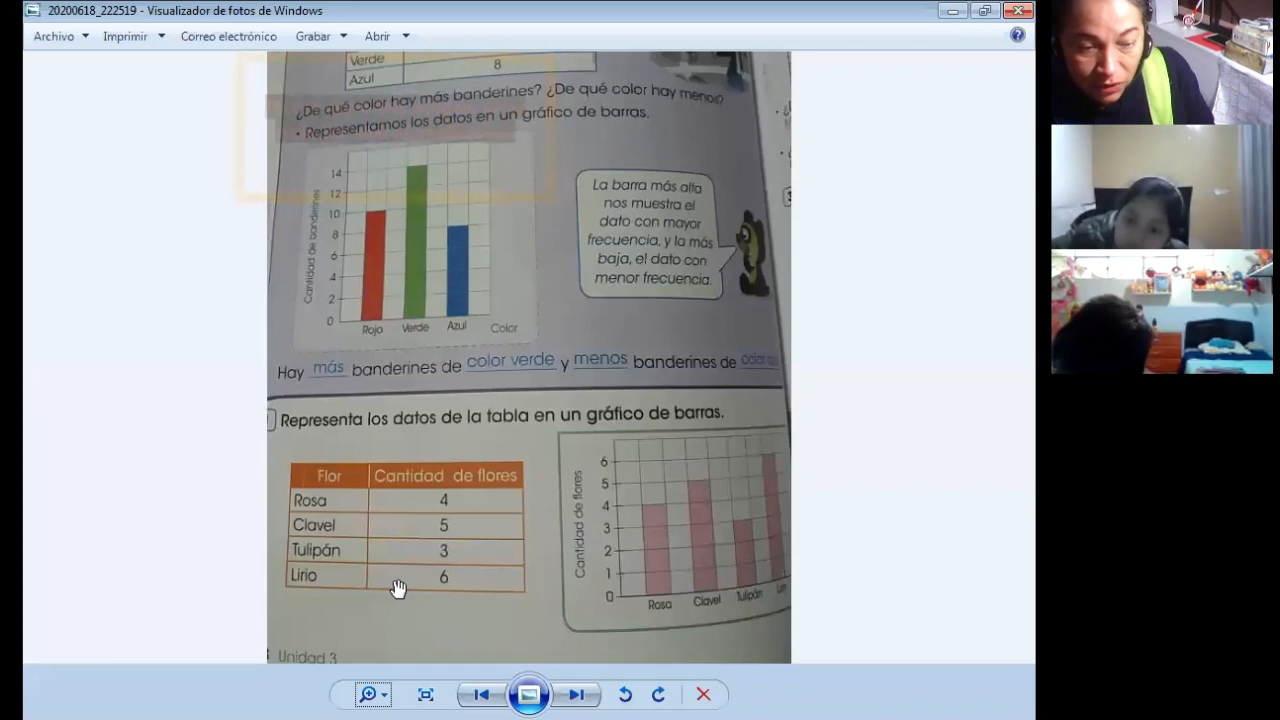 20200618_222519 - Visualizador de fotos de Windows
Archivo Imprimir Correo electrónico Grabar Abrir
Verde 8
Azul
¿De qué color hay más banderines? ¿De qué color hay menos?
• Representamos los datos en un gráfico de barras.
Cantidad de banderines
14
12
10
8
6
4
2
0
Rojo Verde Azul Color
La barra más alta
nos muestra el
dato con mayor
frecuencia, y la más
baja, el dato con
menor frecuencia.
Hay más banderines de color verde y menos banderines de color
Representa los datos de la tabla en un gráfico de barras.
Flor Cantidad de flores
Rosa 4
Clavel 5
Tulipán 3
Lirio 6
Cantidad de flores
6
5
4
3
2
1
0
Rosa Clavel Tulipán
Unidad 3